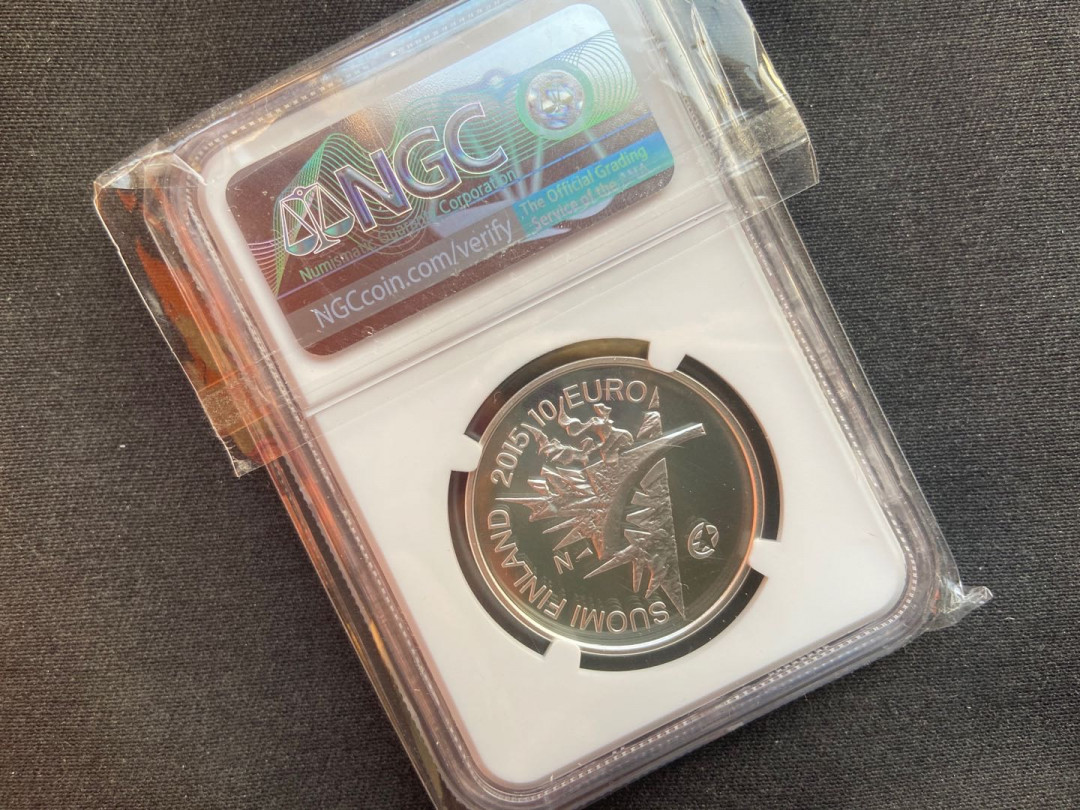 NGC
Numismatic Guaranty Corporation
NGCcoin.com/verify
The Official Grading
Service of the
SUOMI FINLAND 2015 10 EURO
N